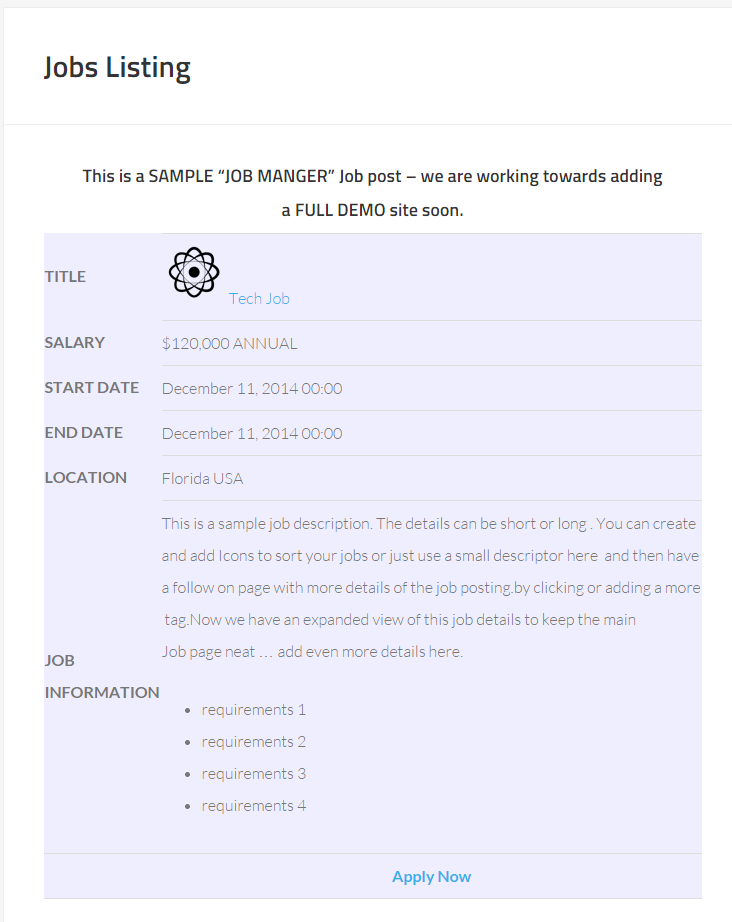 Jobs Listing
This is a SAMPLE “JOB MANGER” Job post – we are working towards adding
a FULL DEMO site soon.
TITLE
Tech Job
SALARY
$120,000 ANNUAL
START DATE
December 11, 2014 00:00
END DATE
December 11, 2014 00:00
LOCATION
Florida USA
JOB
INFORMATION
This is a sample job description. The details can be short or long . You can create
and add Icons to sort your jobs or just use a small descriptor here  and then have
a follow on page with more details of the job posting.by clicking or adding a more
tag.Now we have an expanded view of this job details to keep the main
Job page neat … add even more details here.
• requirements 1
• requirements 2
• requirements 3
• requirements 4
Apply Now